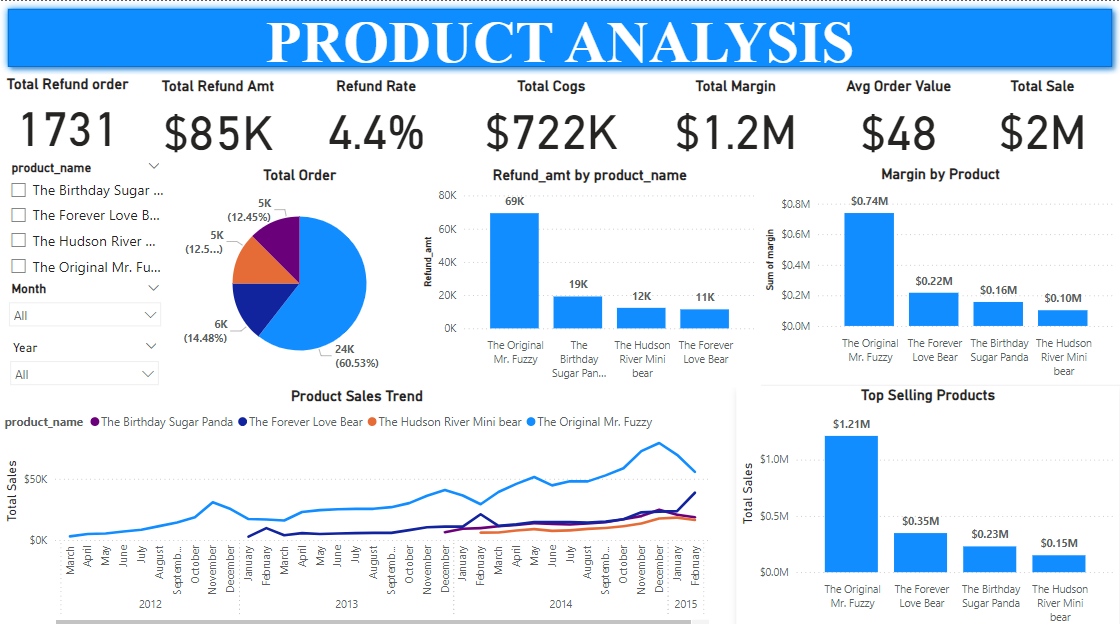 PRODUCT ANALYSIS
Total Refund order
1731
Total Refund Amt
$85K
Refund Rate
4.4%
Total Cogs
$722K
Total Margin
$1.2M
Avg Order Value
$48
Total Sale
$2M
product_name
The Birthday Sugar ...
The Forever Love B...
The Hudson River ...
The Original Mr. Fu...
Month
All
Year
All
Total Order
5K
(12.45%)
5K
(12.5...)
6K
(14.48%)
24K
(60.53%)
Refund_amt by product_name
Refund_amt
80K
60K
40K
20K
0K
69K
19K
12K
11K
The Original
Mr. Fuzzy
The
Birthday
Sugar Pan...
The Hudson
River Mini
bear
The Forever
Love Bear
Margin by Product
Sum of margin
$0.8M
$0.6M
$0.4M
$0.2M
$0.0M
$0.74M
$0.22M
$0.16M
$0.10M
The Original
Mr. Fuzzy
The Forever
Love Bear
The Birthday
Sugar Panda
The Hudson
River Mini
bear
Product Sales Trend
product_name The Birthday Sugar Panda The Forever Love Bear The Hudson River Mini bear The Original Mr. Fuzzy
Total Sales
$50K
$0K
March
April
May
June
July
August
Septemb...
October
November
December
January
February
March
April
May
June
July
August
Septemb...
October
November
December
January
February
March
April
May
June
July
August
Septemb...
October
November
December
January
February
2012
2013
2014
2015
Top Selling Products
Total Sales
$1.0M
$0.5M
$0.0M
$1.21M
$0.35M
$0.23M
$0.15M
The Original
Mr. Fuzzy
The Forever
Love Bear
The Birthday
Sugar Panda
The Hudson
River Mini
bear